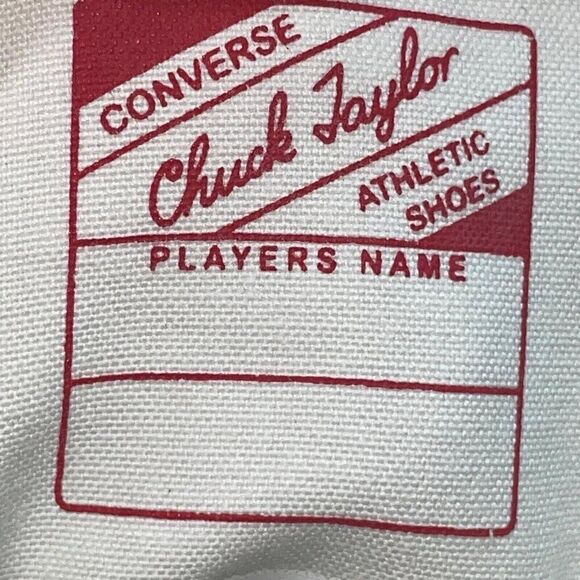 CONVERSE
Chuck Taylor
ATHLETIC
SHOES
PLAYERS NAME